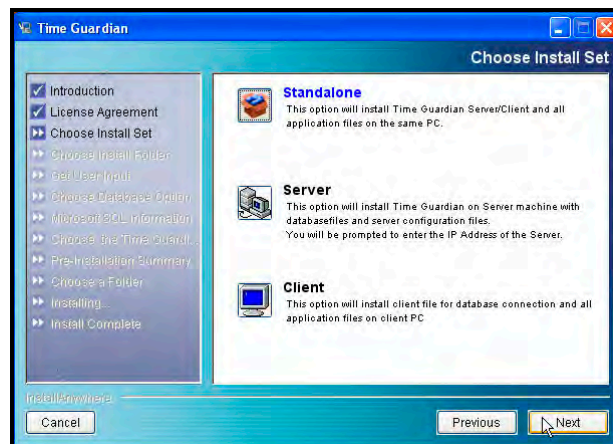 Time Guardian
Choose Install Set
Introduction
License Agreement
Choose Install Set
Choose Install Folder
Get User Input
Choose Database Option
Microsoft SQL Information
Choose the Time Guardi...
Pre-Installation Summary
Choose a Folder
Installing...
Install Complete
Standalone
This option will install Time Guardian Server/Client and all
application files on the same PC.
Server
This option will install Time Guardian on Server machine with
databasefiles and server configuration files.
You will be prompted to enter the IP Address of the Server.
Client
This option will install client file for database connection and all
application files on client PC
InstallAnywhere
Cancel
Previous
Next